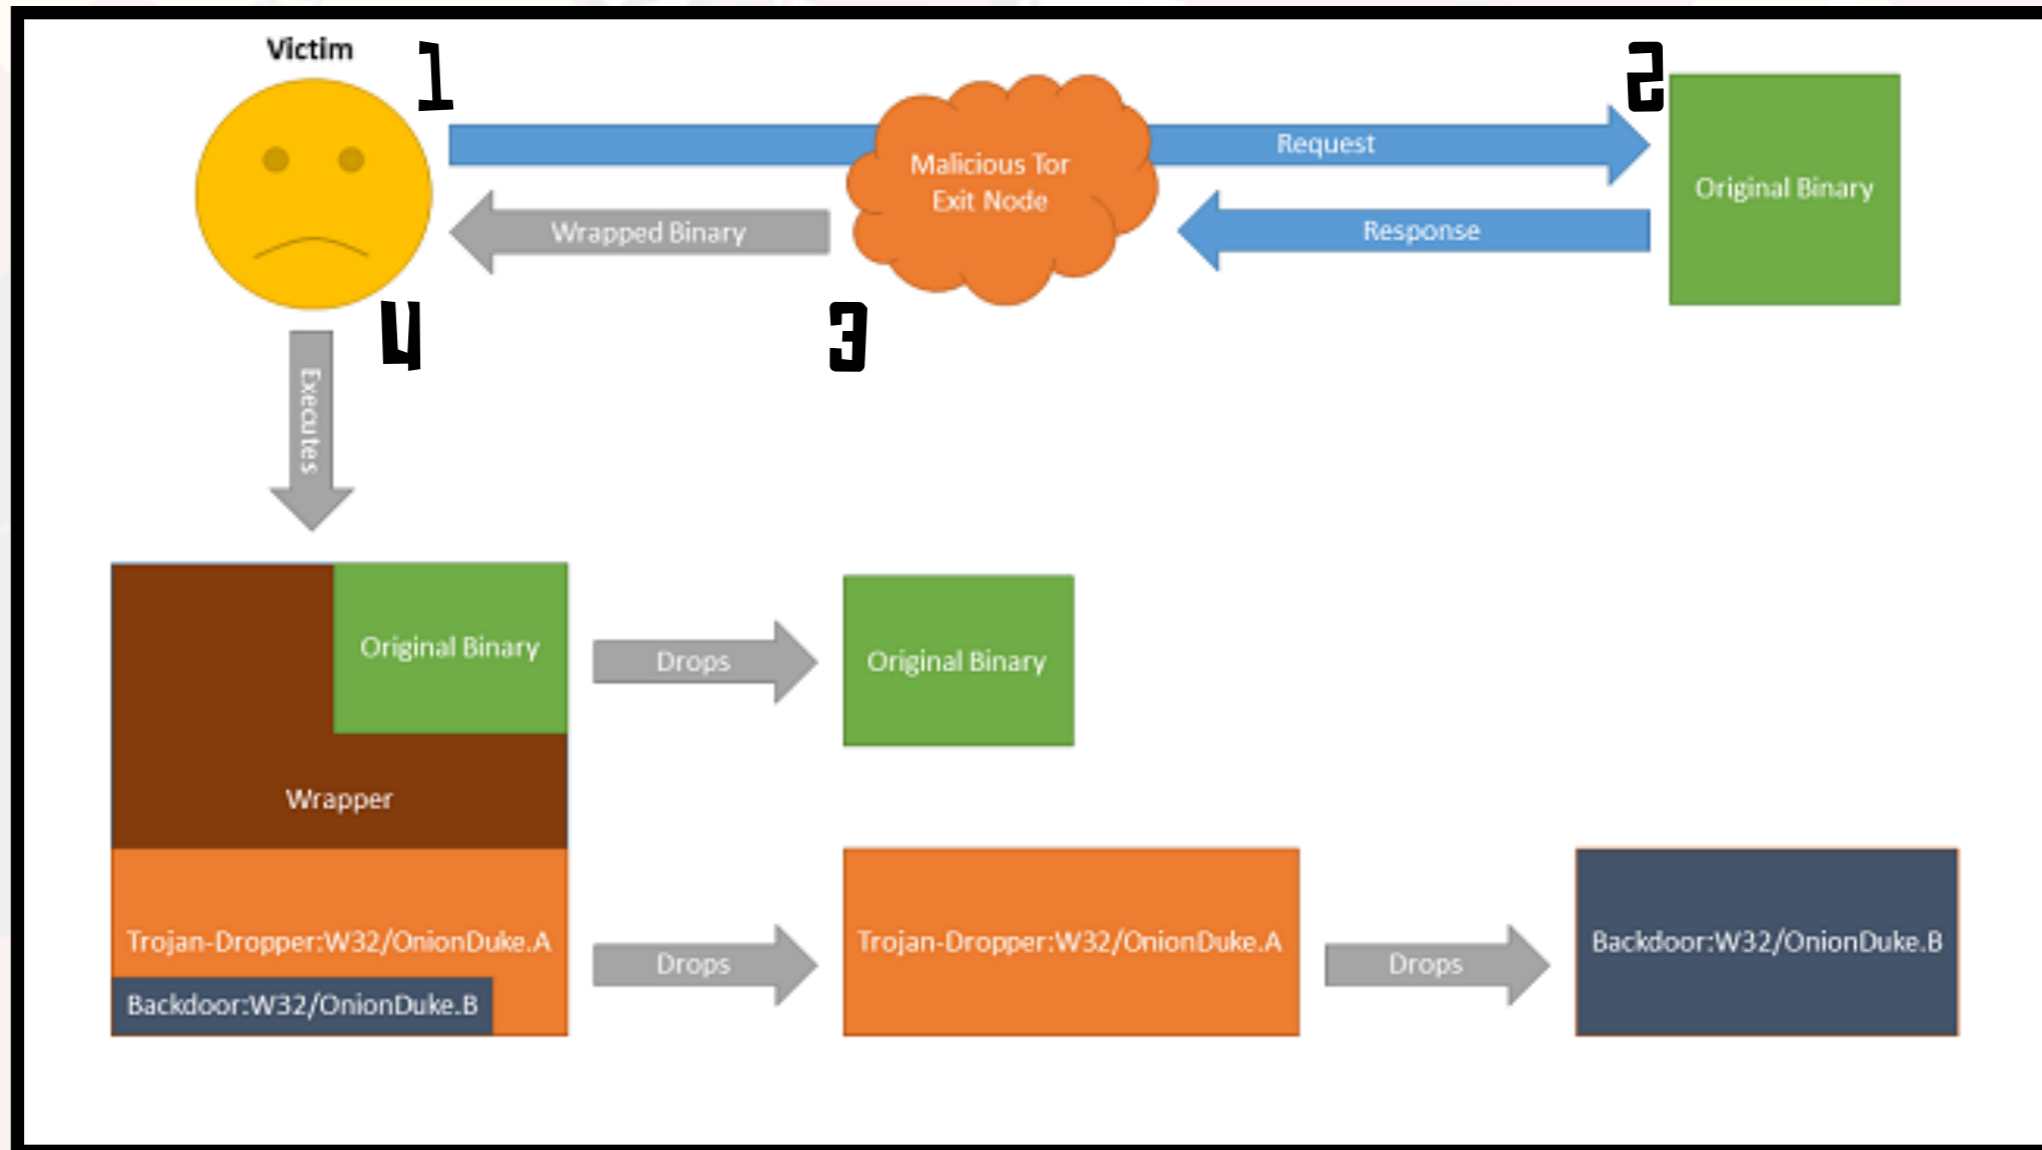 Victim
1
2
Request
Malicious Tor
Exit Node
Original Binary
Wrapped Binary
Response
4
3
Executes
Original Binary
Drops
Original Binary
Wrapper
Trojan-Dropper:W32/OnionDuke.A
Drops
Trojan-Dropper:W32/OnionDuke.A
Drops
Backdoor:W32/OnionDuke.B
Backdoor:W32/OnionDuke.B